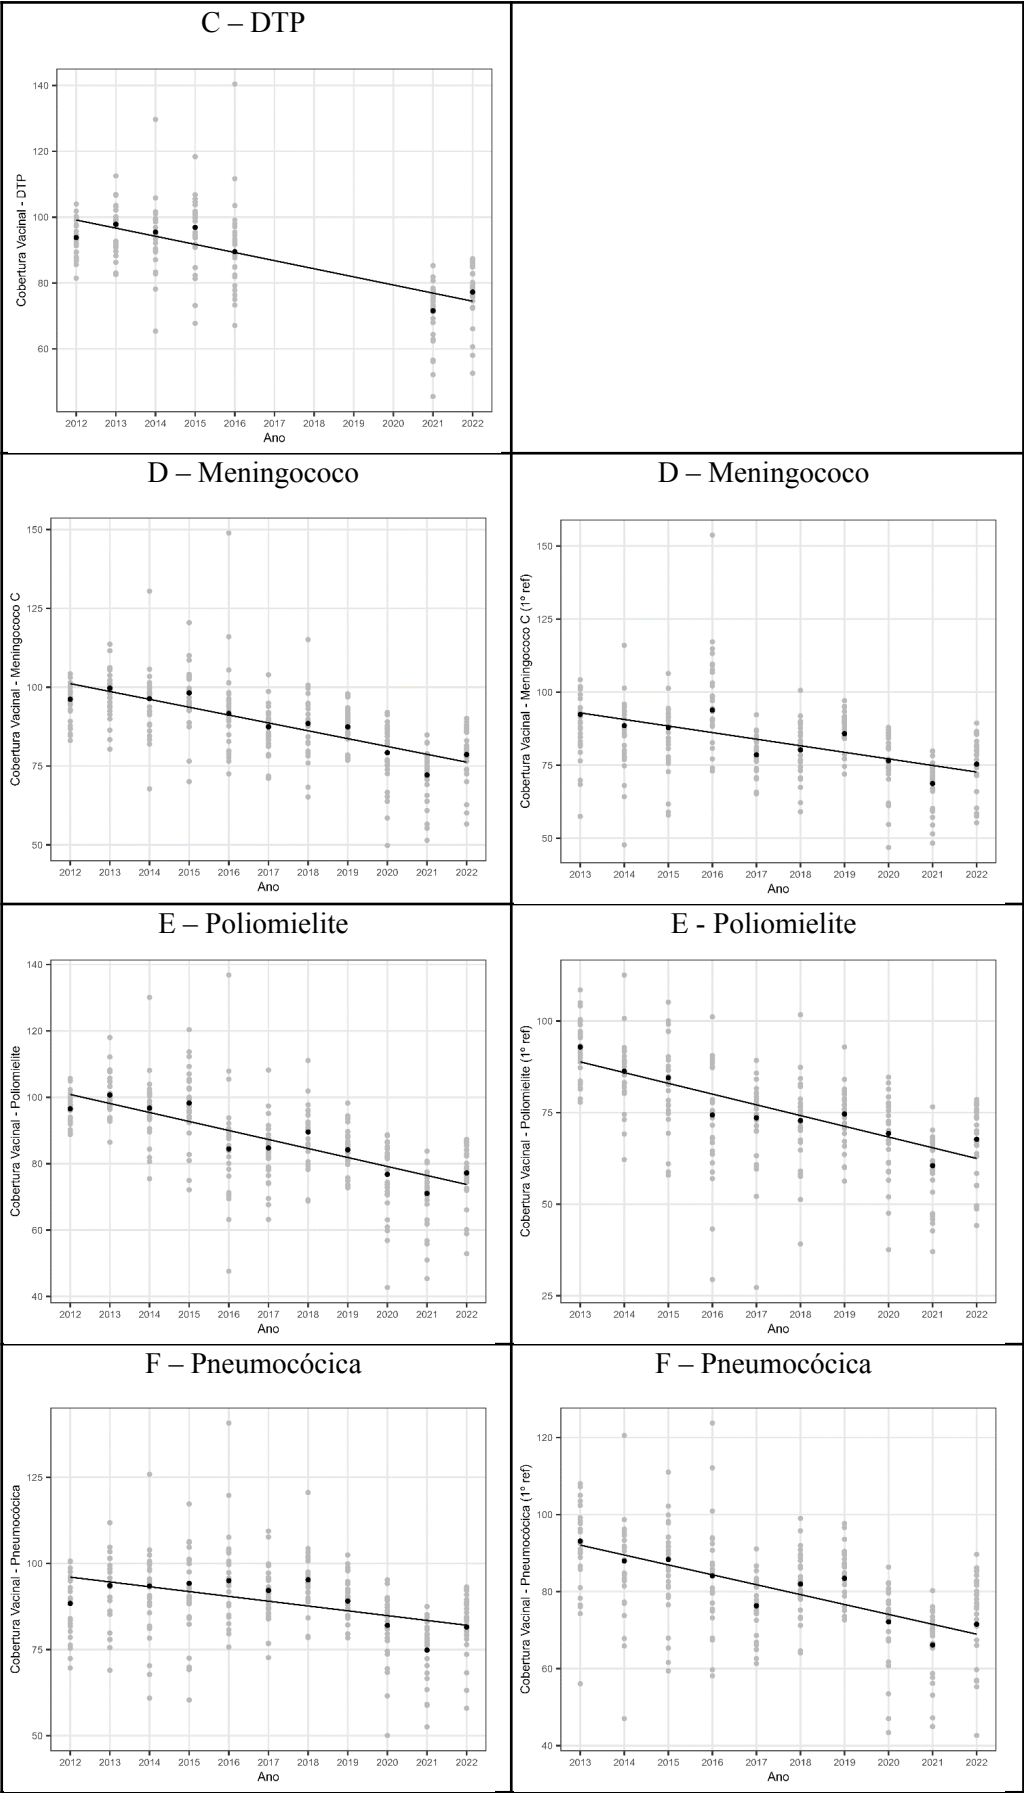 C – DTP
Cobertura Vacinal - DTP
140
120
100
80
60
2012 2013 2014 2015 2016 2017 2018 2019 2020 2021 2022
Ano
D – Meningococo
Cobertura Vacinal - Meningococo C
150
125
100
75
50
2012 2013 2014 2015 2016 2017 2018 2019 2020 2021 2022
Ano
D – Meningococo
Cobertura Vacinal - Meningococo C (1º ref)
150
125
100
75
50
2013 2014 2015 2016 2017 2018 2019 2020 2021 2022
Ano
E – Poliomielite
Cobertura Vacinal - Poliomielite
140
120
100
80
60
40
2012 2013 2014 2015 2016 2017 2018 2019 2020 2021 2022
Ano
E - Poliomielite
Cobertura Vacinal - Poliomielite (1º ref)
100
75
50
25
2013 2014 2015 2016 2017 2018 2019 2020 2021 2022
Ano
F – Pneumocócica
Cobertura Vacinal - Pneumocócica
125
100
75
50
2012 2013 2014 2015 2016 2017 2018 2019 2020 2021 2022
Ano
F – Pneumocócica
Cobertura Vacinal - Pneumocócica (1º ref)
120
100
80
60
40
2013 2014 2015 2016 2017 2018 2019 2020 2021 2022
Ano